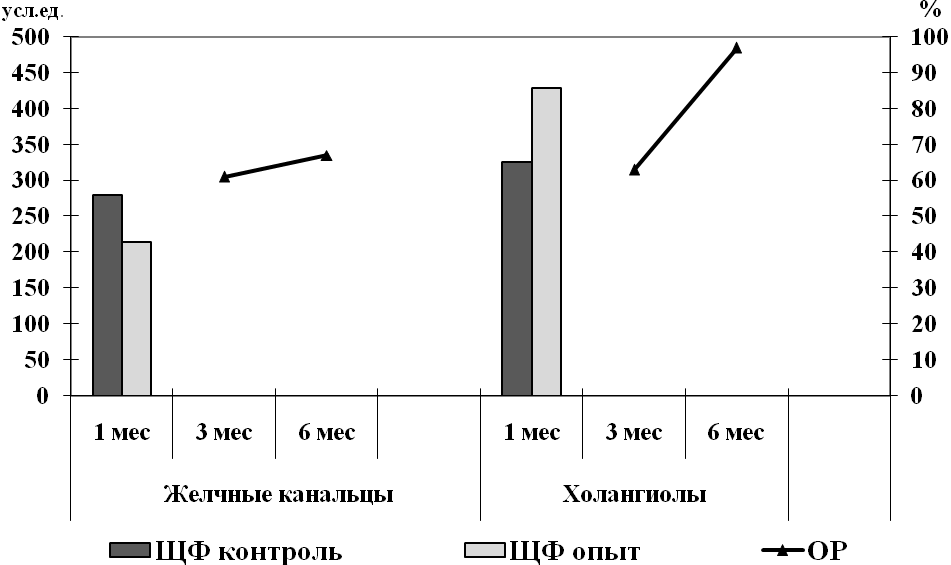 усл.ед. %
500 100
450 90
400 80
350 70
300 60
250 50
200 40
150 30
100 20
50 10
0 0
1 мес 3 мес 6 мес 1 мес 3 мес 6 мес
Желчные канальцы Холангиолы
ЩФ контроль ЩФ опыт ОР